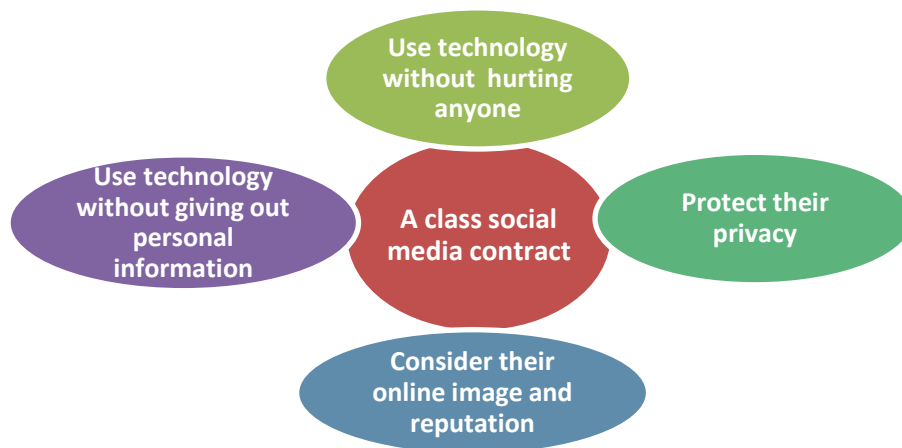 Use technology
without  hurting
anyone
Use technology
without giving out
personal
information
A class social
media contract
Protect their
privacy
Consider their
online image and
reputation